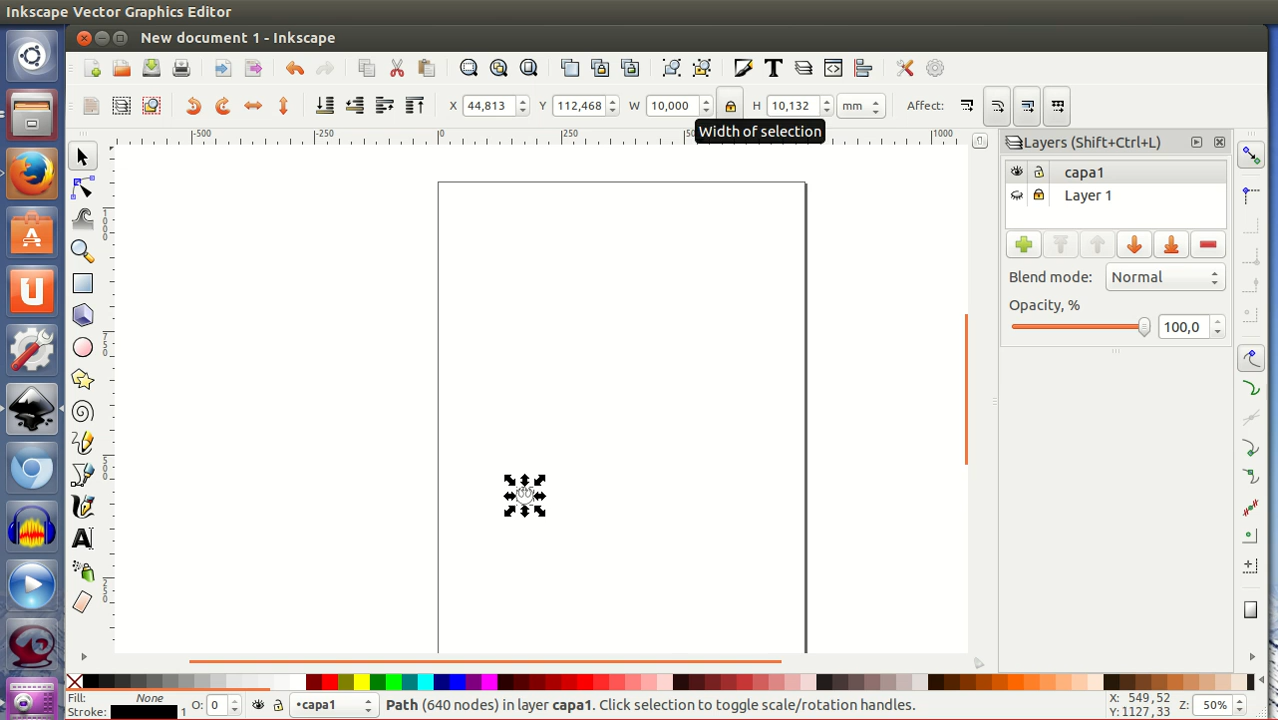 Inkscape Vector Graphics Editor
New document 1 - Inkscape
X 44,813 Y 112,468 W 10,000 H 10,132 mm Affect:
Width of selection
-500 -250 0 250 1000
Layers (Shift+Ctrl+L)
capa1
Layer 1
Blend mode: Normal
Opacity, %
100,0
1000
750
500
250
Fill: None
Stroke: 1
O: 0
•capa1
Path (640 nodes) in layer capa1. Click selection to toggle scale/rotation handles.
X: 549,52
Y: 1127,33
Z: 50%